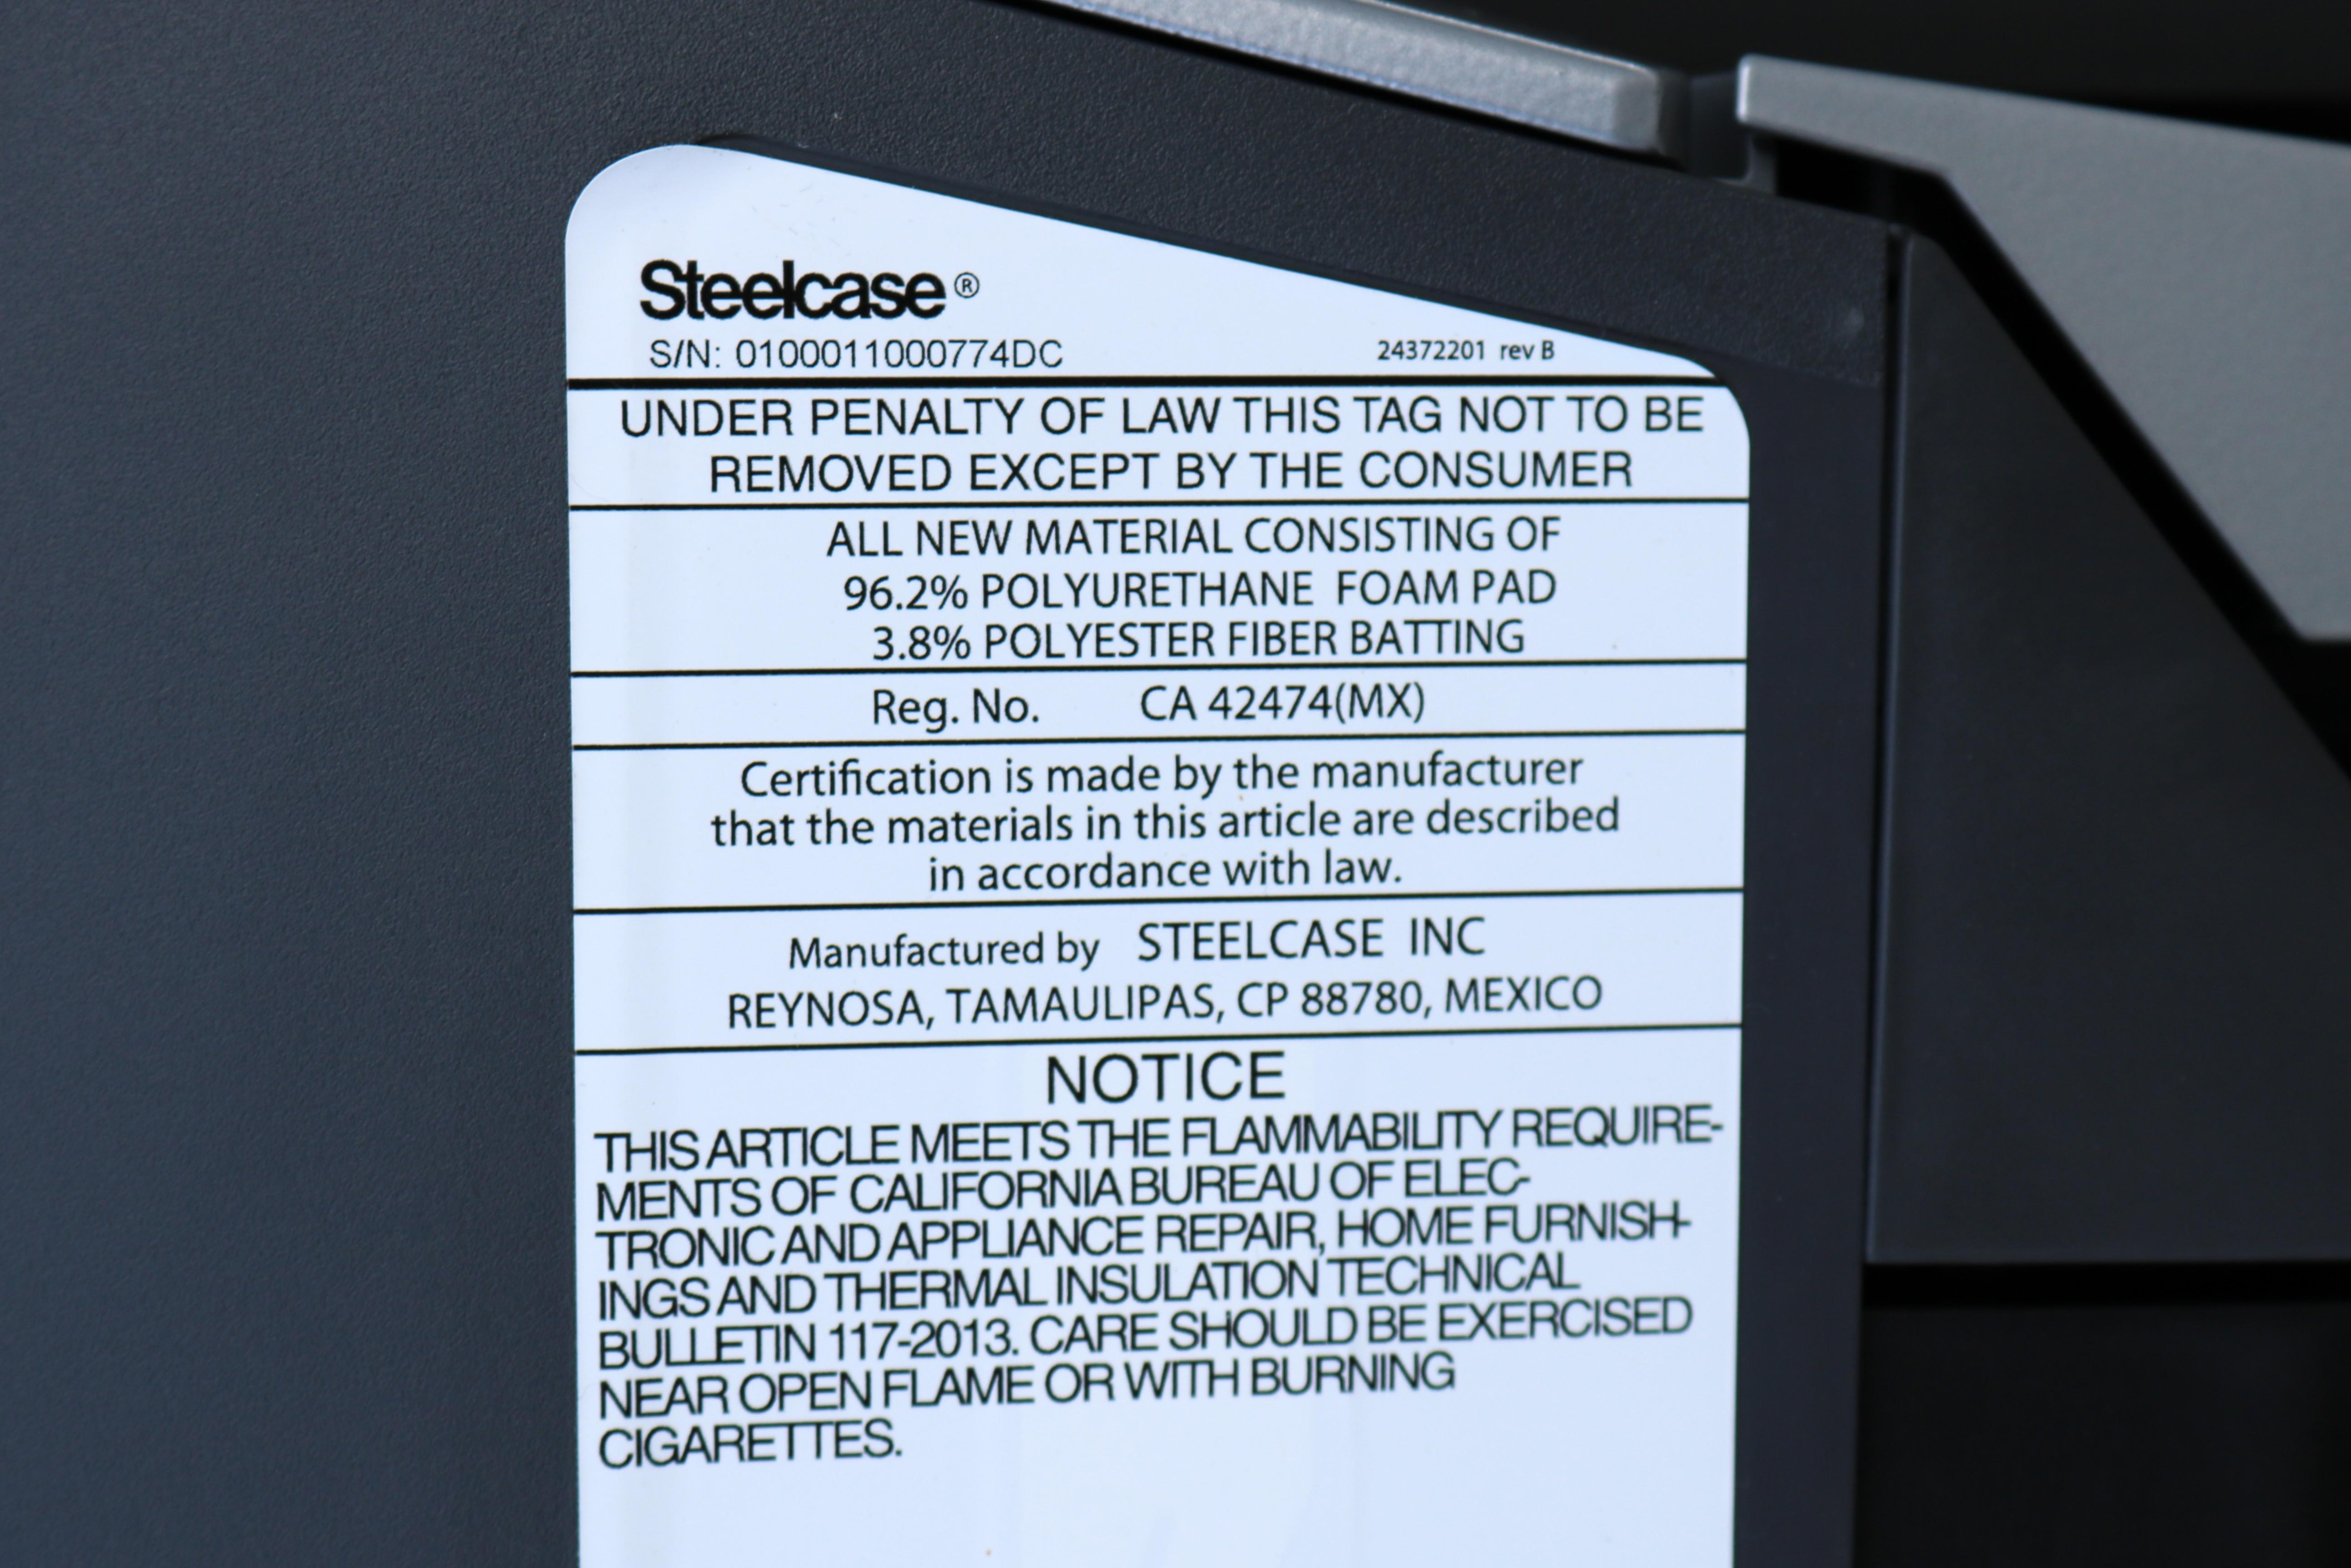 Steelcase®
S/N: 0100011000774DC 24372201 rev B
UNDER PENALTY OF LAW THIS TAG NOT TO BE
REMOVED EXCEPT BY THE CONSUMER
ALL NEW MATERIAL CONSISTING OF
96.2% POLYURETHANE FOAM PAD
3.8% POLYESTER FIBER BATTING
Reg. No. CA 42474(MX)
Certification is made by the manufacturer
that the materials in this article are described
in accordance with law.
Manufactured by STEELCASE INC
REYNOSA, TAMAULIPAS, CP 88780, MEXICO
NOTICE
THIS ARTICLE MEETS THE FLAMMABILITY REQUIRE-
MENTS OF CALIFORNIA BUREAU OF ELEC-
TRONIC AND APPLIANCE REPAIR, HOME FURNISH-
INGS AND THERMAL INSULATION TECHNICAL
BULLETIN 117-2013. CARE SHOULD BE EXERCISED
NEAR OPEN FLAME OR WITH BURNING
CIGARETTES.